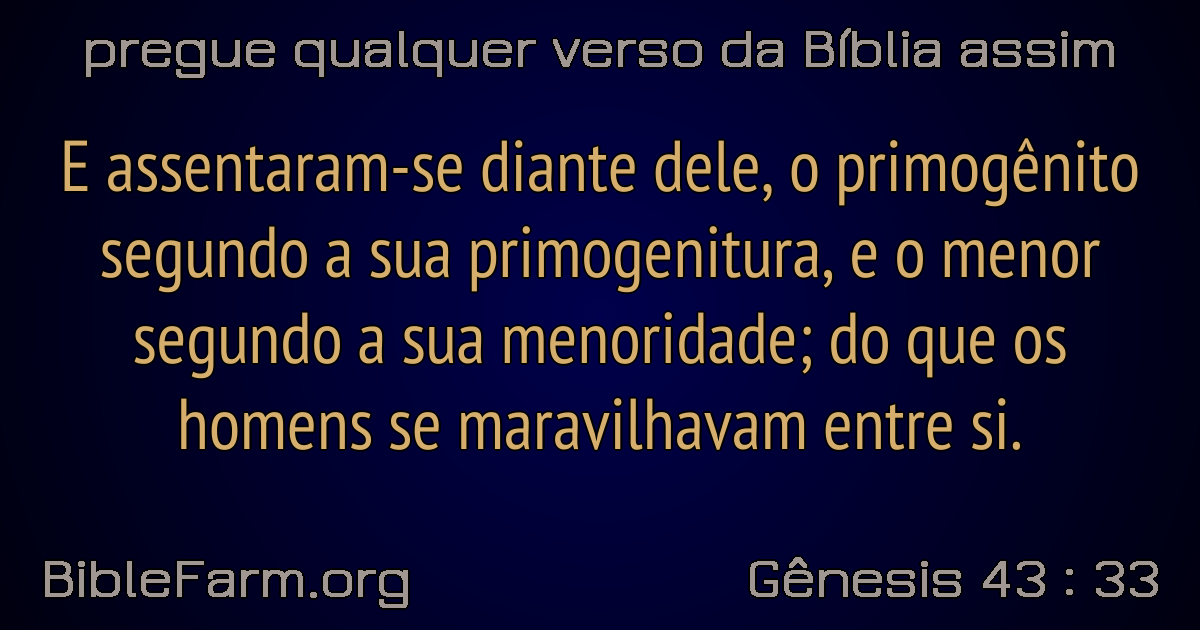 pregue qualquer verso da Bíblia assim
E assentaram-se diante dele, o primogênito
segundo a sua primogenitura, e o menor
segundo a sua menoridade; do que os
homens se maravilhavam entre si.
BibleFarm.org
Gênesis 43 : 33